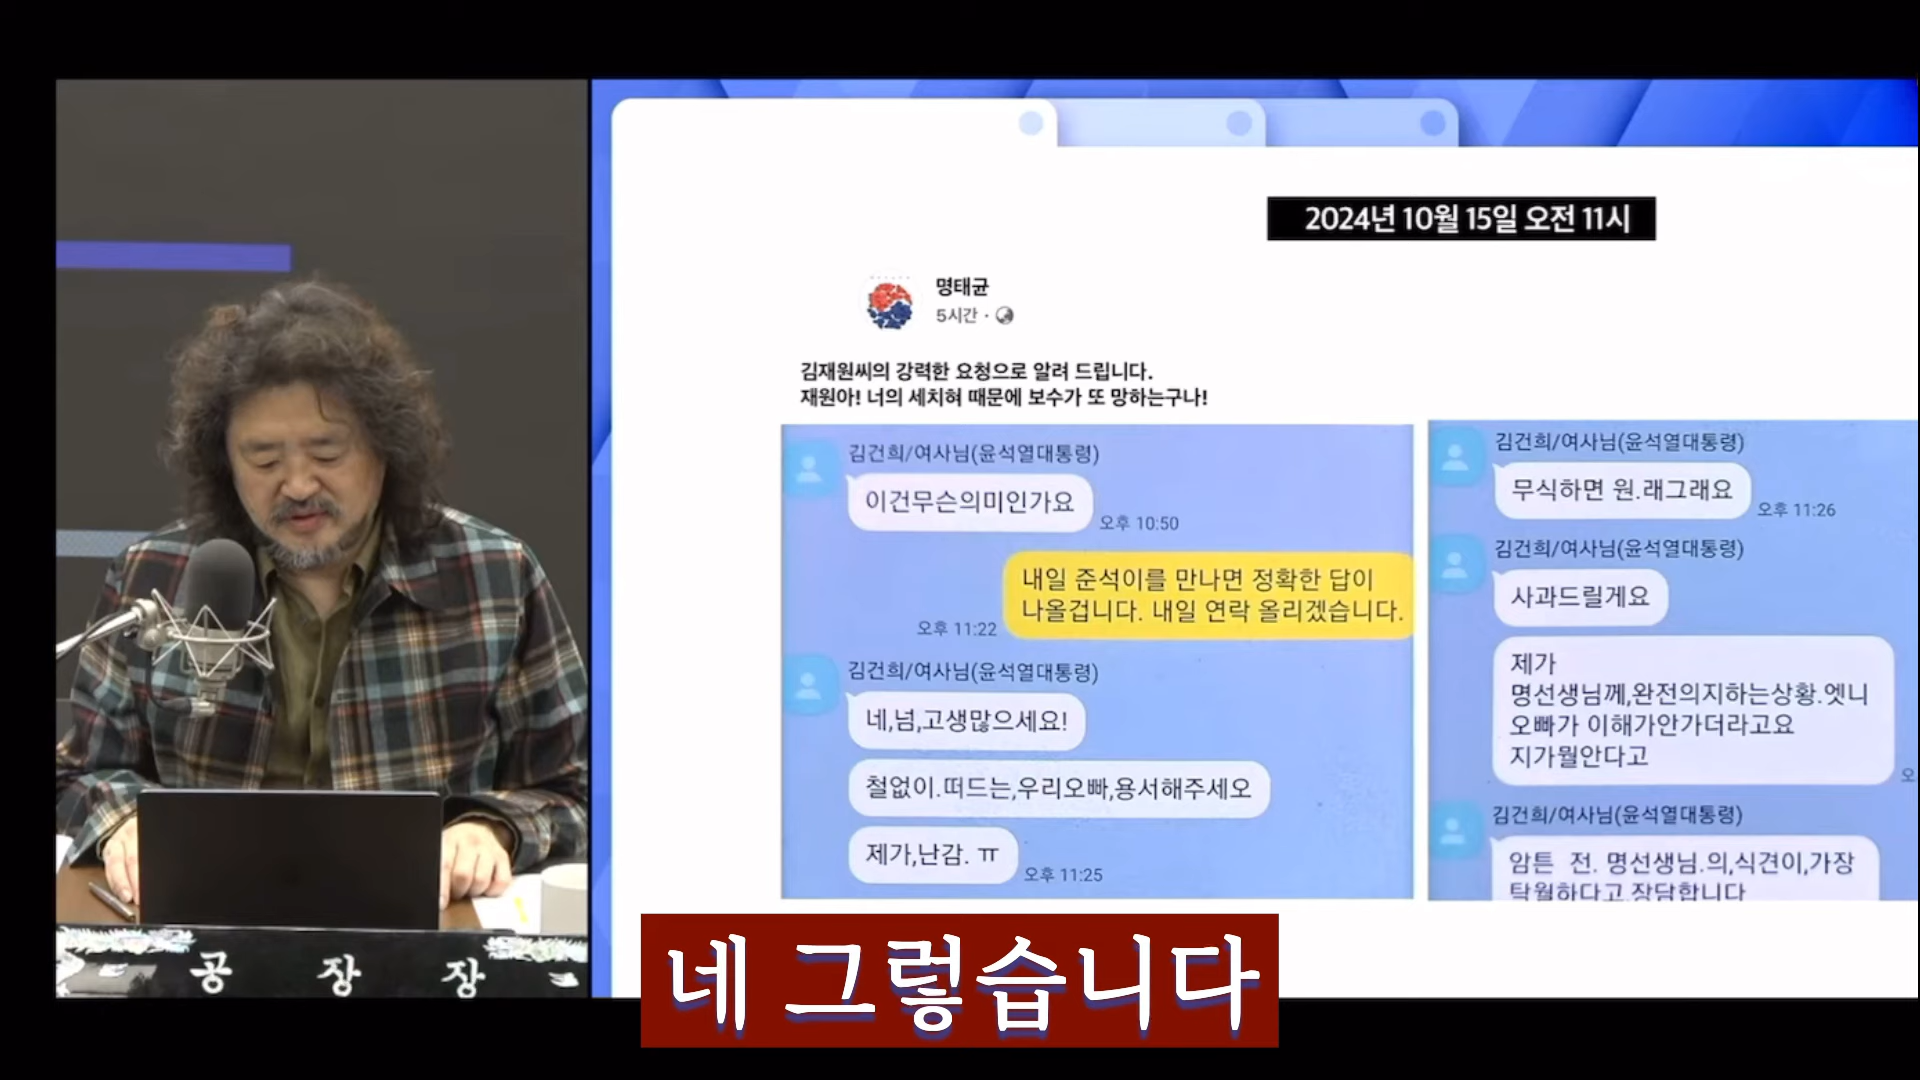 2024년 10월 15일 오전 11시
명태균
5시간 ·
김재원씨의 강력한 요청으로 알려 드립니다.
재원아! 너의 세치혀 때문에 보수가 또 망하는구나!
김건희/여사님(윤석열대통령)
이건무슨의미인가요
오후 10:50
내일 준석이를 만나면 정확한 답이
나올겁니다. 내일 연락 올리겠습니다.
오후 11:22
김건희/여사님(윤석열대통령)
네,넘,고생많으세요!
철없이.떠드는,우리오빠,용서해주세오
제가,난감. ㅠ
오후 11:25
김건희/여사님(윤석열대통령)
무식하면 원.래그래요
오후 11:26
김건희/여사님(윤석열대통령)
사과드릴게요
제가
명선생님께,완전의지하는상황.엣니
오빠가 이해가안가더라고요
지가뭘안다고
오
김건희/여사님(윤석열대통령)
암튼 전. 명선생님.의,식견이,가장
탁월하다고.장담합니다
공 장 장
네 그렇습니다